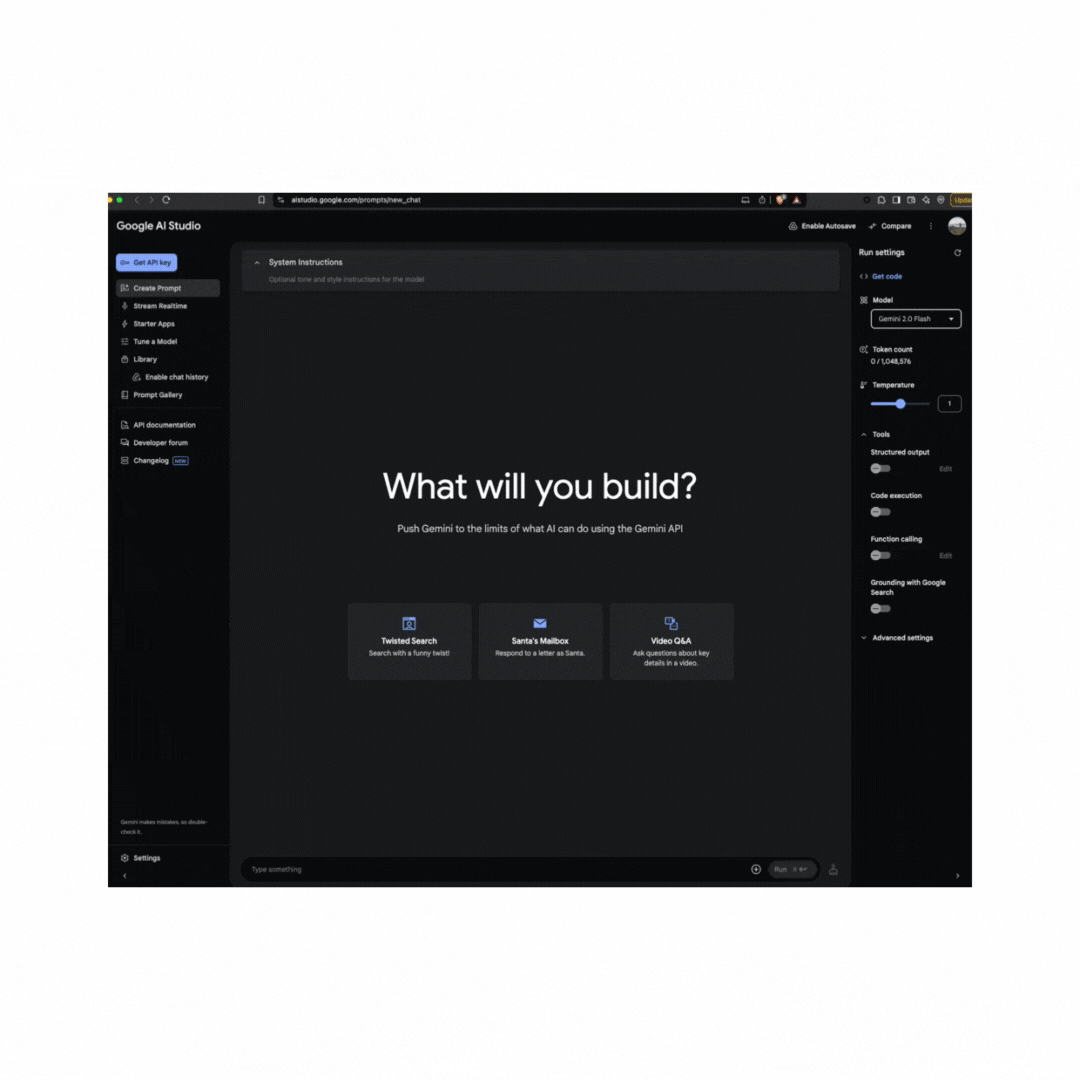 aistudio.google.com/prompts/new_chat
Google AI Studio
Enable Autosave
Compare
Get API key
Create Prompt
Stream Realtime
Starter Apps
Tune a Model
Library
Enable chat history
Prompt Gallery
API documentation
Developer forum
Changelog NEW
Gemini makes mistakes, so double-
check it.
Settings
System Instructions
Optional tone and style instructions for the model
What will you build?
Push Gemini to the limits of what AI can do using the Gemini API
Twisted Search
Search with a funny twist!
Santa's Mailbox
Respond to a letter as Santa.
Video Q&A
Ask questions about key
details in a video.
Type something
Run
Run settings
Get code
Model
Gemini 2.0 Flash
Token count
0 / 1,048,576
Temperature
1
Tools
Structured output
Edit
Code execution
Function calling
Edit
Grounding with Google
Search
Advanced settings